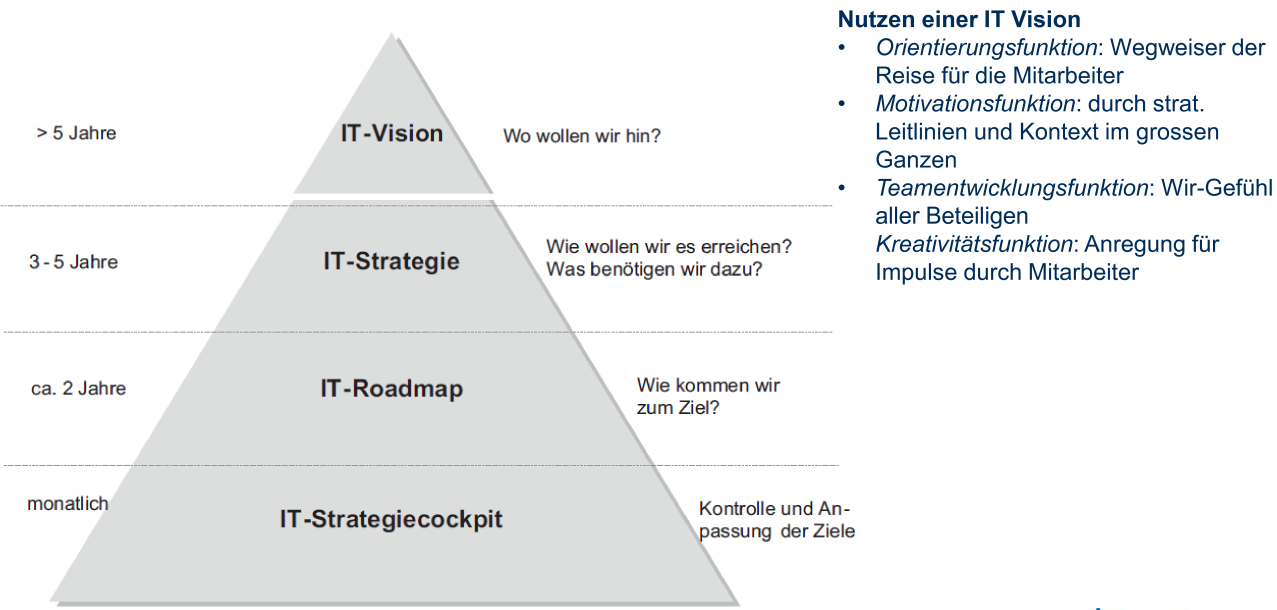 > 5 Jahre
IT-Vision
Wo wollen wir hin?
3 - 5 Jahre
IT-Strategie
Wie wollen wir es erreichen?
Was benötigen wir dazu?
ca. 2 Jahre
IT-Roadmap
Wie kommen wir
zum Ziel?
monatlich
IT-Strategiecockpit
Kontrolle und An-
passung der Ziele
Nutzen einer IT Vision
• Orientierungsfunktion: Wegweiser der
Reise für die Mitarbeiter
• Motivationsfunktion: durch strat.
Leitlinien und Kontext im grossen
Ganzen
• Teamentwicklungsfunktion: Wir-Gefühl
aller Beteiligen
Kreativitätsfunktion: Anregung für
Impulse durch Mitarbeiter